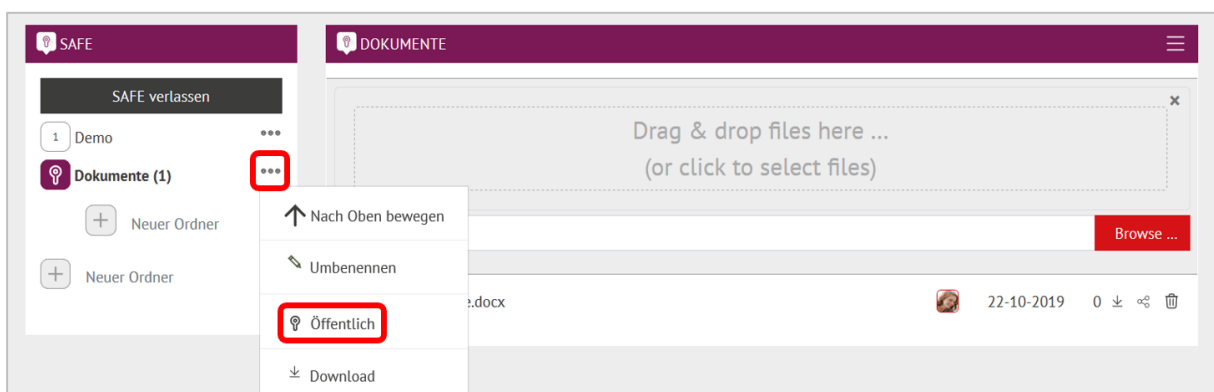 SAFE
SAFE verlassen
1 Demo
Dokumente (1)
Neuer Ordner
Neuer Ordner
Nach Oben bewegen
Umbenennen
Öffentlich
Download
DOKUMENTE
Drag & drop files here ...
(or click to select files)
Browse ...
.docx 22-10-2019 0